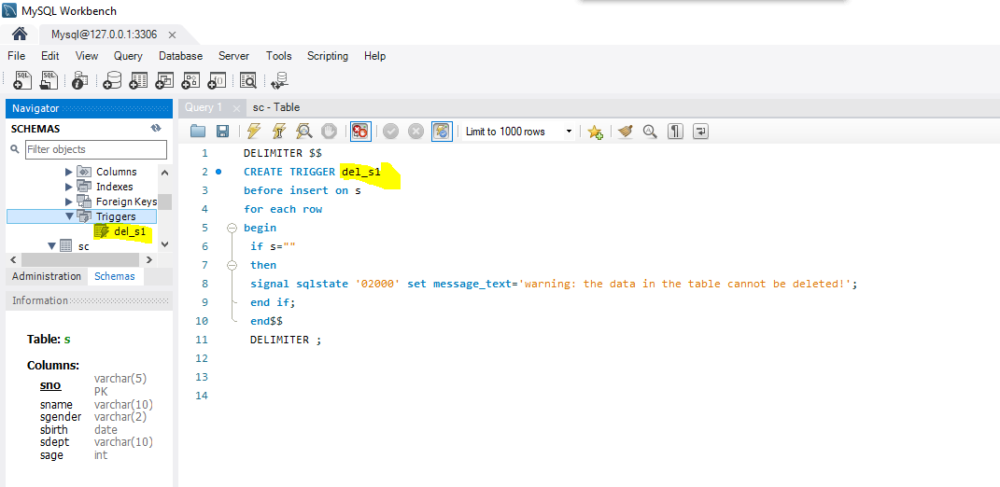 MySQL Workbench
Mysql@127.0.0.1:3306 ×
File Edit View Query Database Server Tools Scripting Help
Navigator
SCHEMAS
Filter objects
Columns
Indexes
Foreign Keys
Triggers
del_s1
sc
Administration Schemas
Information
Table: s
Columns:
sno varchar(5)
PK
sname varchar(10)
sgender varchar(2)
sbirth date
sdept varchar(10)
sage int
Query 1 × sc - Table
Limit to 1000 rows
1 DELIMITER $$
2 CREATE TRIGGER del_s1
3 before insert on s
4 for each row
5 begin
6 if s=""
7 then
8 signal sqlstate '02000' set message_text='warning: the data in the table cannot be deleted!';
9 end if;
10 end$$
11 DELIMITER ;
12
13
14